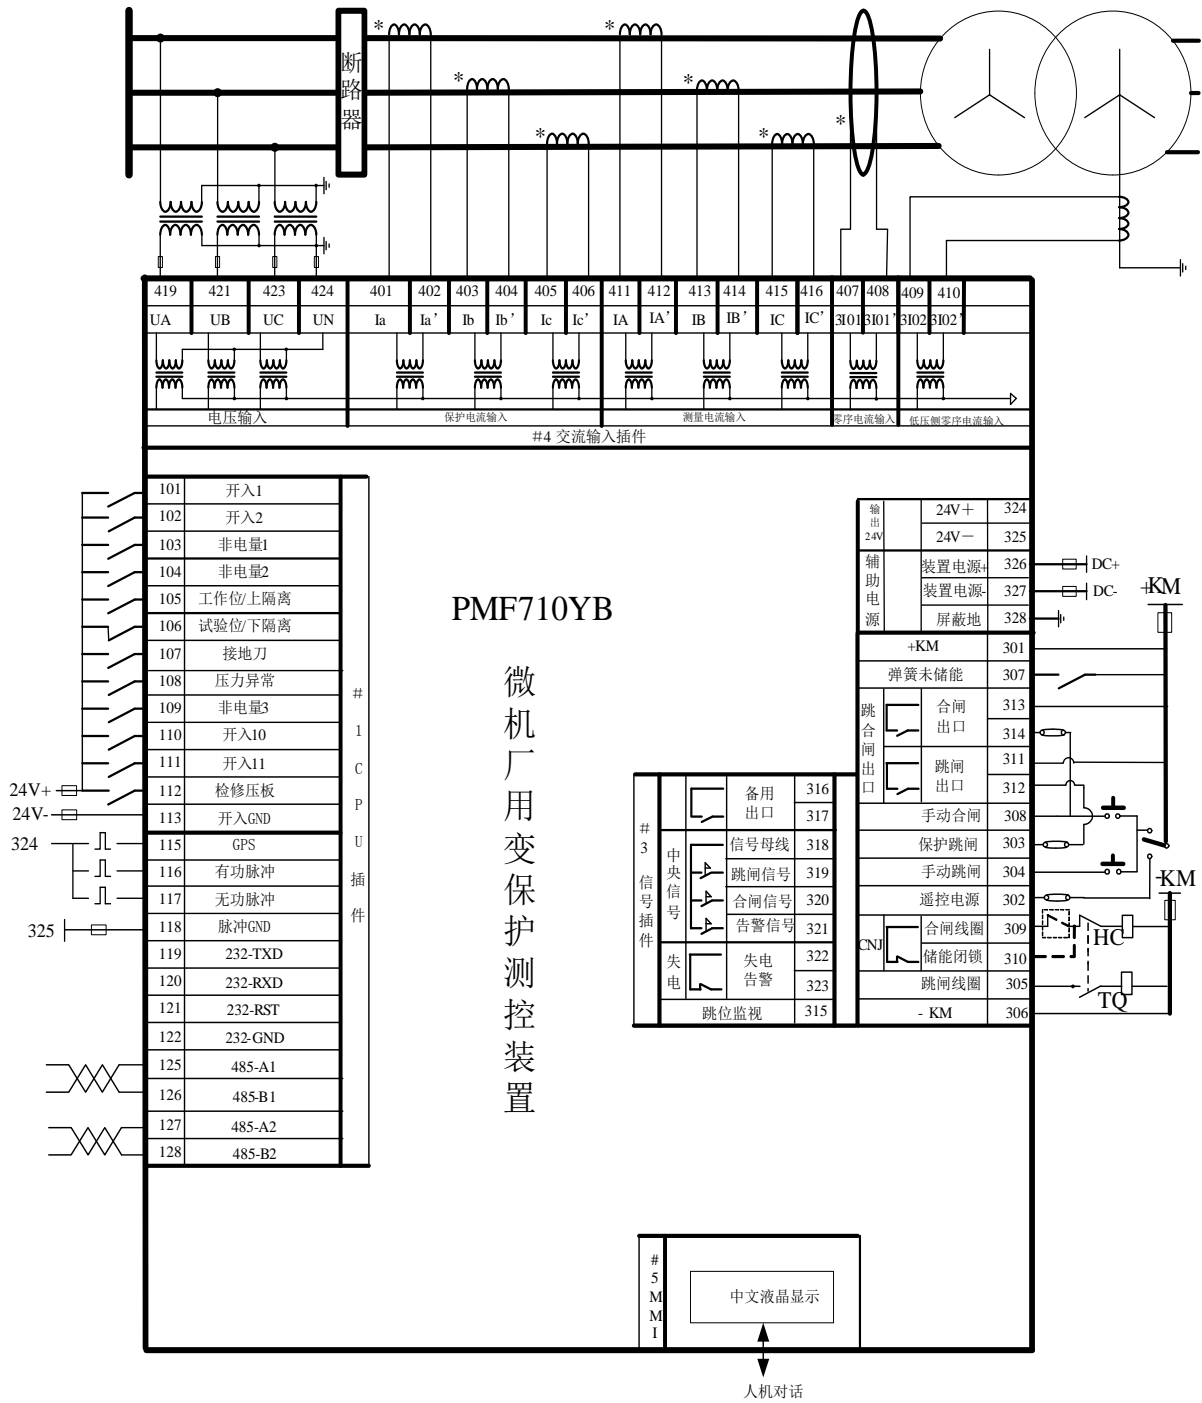 断路器
* * * * * * *
419 421 423 424 401 402 403 404 405 406 411 412 413 414 415 416 407 408 409 410
UA UB UC UN Ia Ia’ Ib Ib’ Ic Ic’ IA IA’ IB IB’ IC IC’ 3I01 3I01’ 3I02 3I02’
电压输入 保护电流输入 测量电流输入 零序电流输入 低压侧零序电流输入
#4 交流输入插件
101 开入1
102 开入2
103 非电量1
104 非电量2
105 工作位/上隔离
106 试验位/下隔离
107 接地刀
108 压力异常
109 非电量3
110 开入10
111 开入11
24V+ 112 检修压板
24V- 113 开入GND
324 115 GPS
116 有功脉冲
117 无功脉冲
325 118 脉冲GND
119 232-TXD
120 232-RXD
121 232-RST
122 232-GND
125 485-A1
126 485-B1
127 485-A2
128 485-B2
#1CPU插件
PMF710YB
微机厂用变保护测控装置
#3 信号插件
备用出口 316
317
中央信号
信号母线 318
跳闸信号 319
合闸信号 320
告警信号 321
失电
失电告警 322
323
跳位监视 315
输出24V
24V+ 324
24V- 325
辅助电源
装置电源+ 326 DC+
装置电源- 327 DC-
屏蔽地 328
+KM 301
弹簧未储能 307
跳合闸出口
合闸出口 313
314
跳闸出口 311
312
手动合闸 308
保护跳闸 303
手动跳闸 304
遥控电源 302
CNJ
合闸线圈 309
储能闭锁 310
跳闸线圈 305
- KM 306
+KM
-KM
HC
TQ
#5MMI
中文液晶显示
人机对话